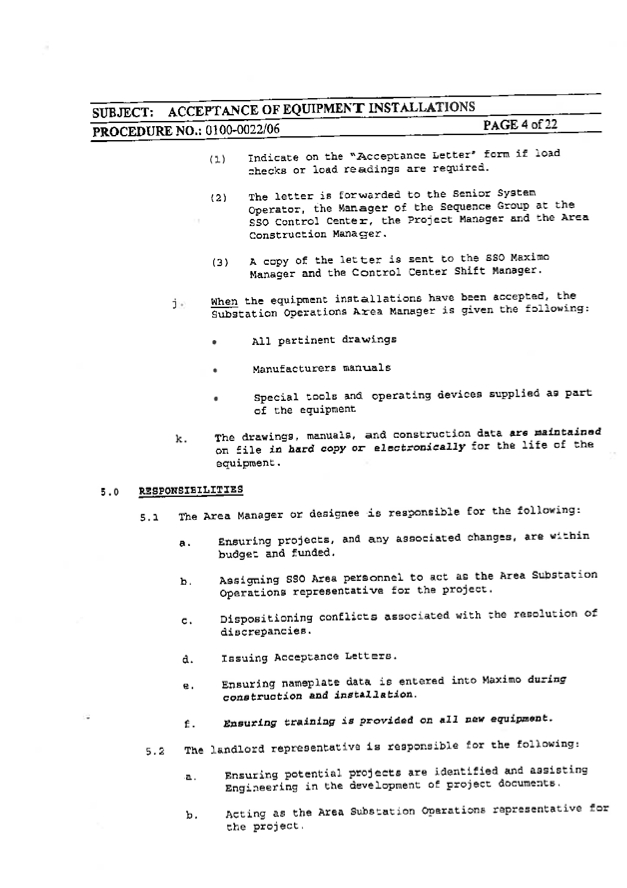 SUBJECT: ACCEPTANCE OF EQUIPMENT INSTALLATIONS
PROCEDURE NO.: 0100-0022/06 PAGE 4 of 22
(1) Indicate on the "Acceptance Letter" form if load
checks or load readings are required.
(2) The letter is forwarded to the Senior System
Operator, the Manager of the Sequence Group at the
SSO Control Center, the Project Manager and the Area
Construction Manager.
(3) A copy of the letter is sent to the SSO Maximo
Manager and the Control Center Shift Manager.
j. When the equipment installations have been accepted, the
Substation Operations Area Manager is given the following:
• All pertinent drawings
• Manufacturers manuals
• Special tools and operating devices supplied as part
of the equipment
k. The drawings, manuals, and construction data are maintained
on file in hard copy or electronically for the life of the
equipment.
5.0 RESPONSIBILITIES
5.1 The Area Manager or designee is responsible for the following:
a. Ensuring projects, and any associated changes, are within
budget and funded.
b. Assigning SSO Area personnel to act as the Area Substation
Operations representative for the project.
c. Dispositioning conflicts associated with the resolution of
discrepancies.
d. Issuing Acceptance Letters.
e. Ensuring nameplate data is entered into Maximo during
construction and installation.
f. Ensuring training is provided on all new equipment.
5.2 The landlord representative is responsible for the following:
a. Ensuring potential projects are identified and assisting
Engineering in the development of project documents.
b. Acting as the Area Substation Operations representative for
the project.